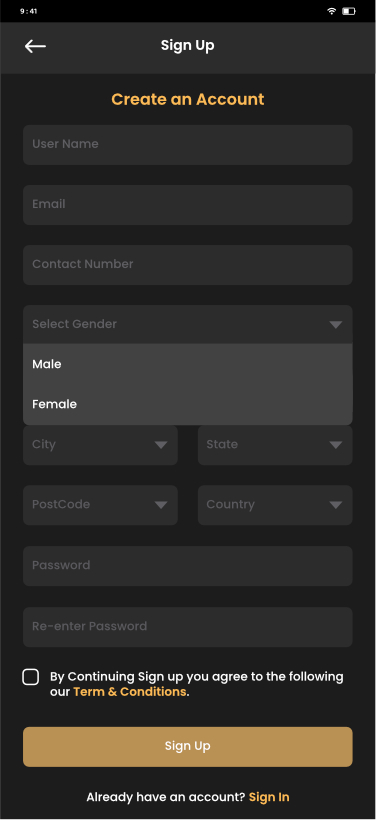 9:41
Sign Up
Create an Account
User Name
Email
Contact Number
Select Gender
Male
Female
City
State
PostCode
Country
Password
Re-enter Password
By Continuing Sign up you agree to the following
our Term & Conditions.
Sign Up
Already have an account? Sign In